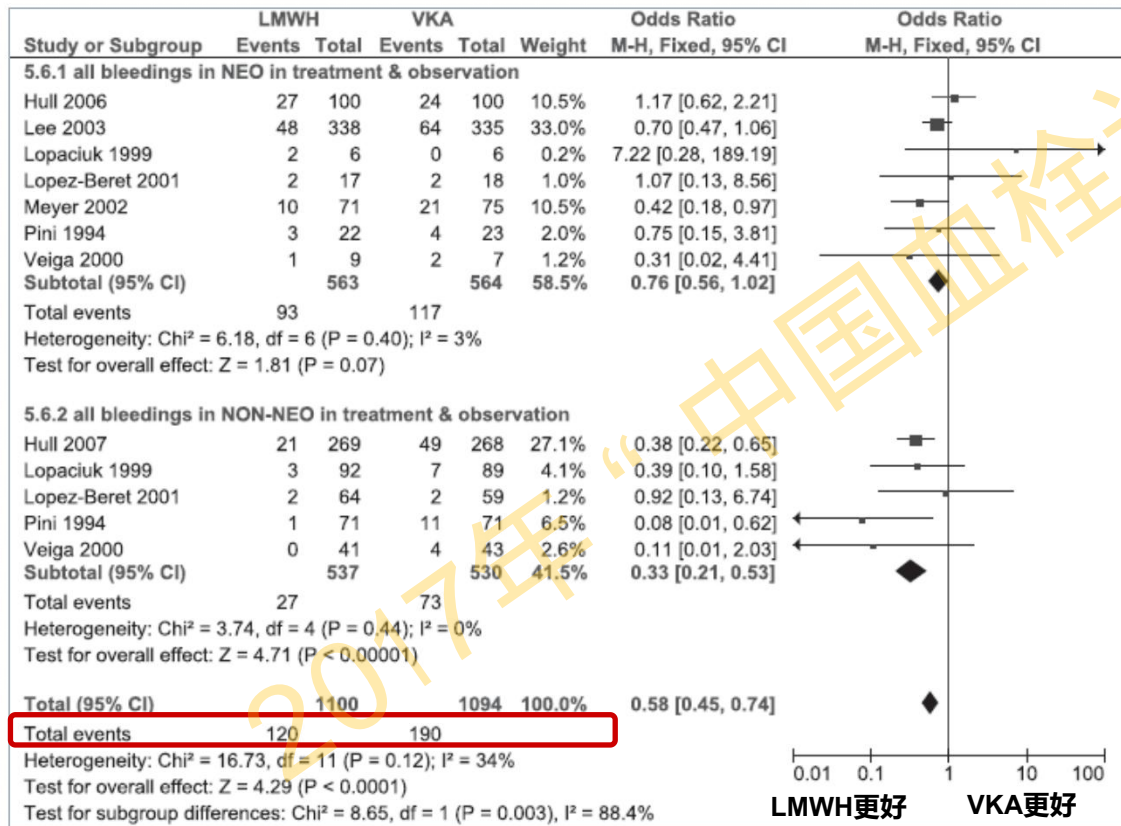 LMWH VKA Odds Ratio Odds Ratio
Study or Subgroup Events Total Events Total Weight M-H, Fixed, 95% CI M-H, Fixed, 95% CI
5.6.1 all bleedings in NEO in treatment & observation
Hull 2006 27 100 24 100 10.5% 1.17 [0.62, 2.21]
Lee 2003 48 338 64 335 33.0% 0.70 [0.47, 1.06]
Lopaciuk 1999 2 6 0 6 0.2% 7.22 [0.28, 189.19]
Lopez-Beret 2001 2 17 2 18 1.0% 1.07 [0.13, 8.56]
Meyer 2002 10 71 21 75 10.5% 0.42 [0.18, 0.97]
Pini 1994 3 22 4 23 2.0% 0.75 [0.15, 3.81]
Veiga 2000 1 9 2 7 1.2% 0.31 [0.02, 4.41]
Subtotal (95% CI) 563 564 58.5% 0.76 [0.56, 1.02]
Total events 93 117
Heterogeneity: Chi² = 6.18, df = 6 (P = 0.40); I² = 3%
Test for overall effect: Z = 1.81 (P = 0.07)
5.6.2 all bleedings in NON-NEO in treatment & observation
Hull 2007 21 269 49 268 27.1% 0.38 [0.22, 0.65]
Lopaciuk 1999 3 92 7 89 4.1% 0.39 [0.10, 1.58]
Lopez-Beret 2001 2 64 2 59 1.2% 0.92 [0.13, 6.74]
Pini 1994 1 71 11 71 6.5% 0.08 [0.01, 0.62]
Veiga 2000 0 41 4 43 2.6% 0.11 [0.01, 2.03]
Subtotal (95% CI) 537 530 41.5% 0.33 [0.21, 0.53]
Total events 27 73
Heterogeneity: Chi² = 3.74, df = 4 (P = 0.44); I² = 0%
Test for overall effect: Z = 4.71 (P < 0.00001)
Total (95% CI) 1100 1094 100.0% 0.58 [0.45, 0.74]
Total events 120 190
Heterogeneity: Chi² = 16.73, df = 11 (P = 0.12); I² = 34%
Test for overall effect: Z = 4.29 (P < 0.0001)
Test for subgroup differences: Chi² = 8.65, df = 1 (P = 0.003), I² = 88.4%
0.01 0.1 1 10 100
LMWH更好 VKA更好
2017年“中国血栓